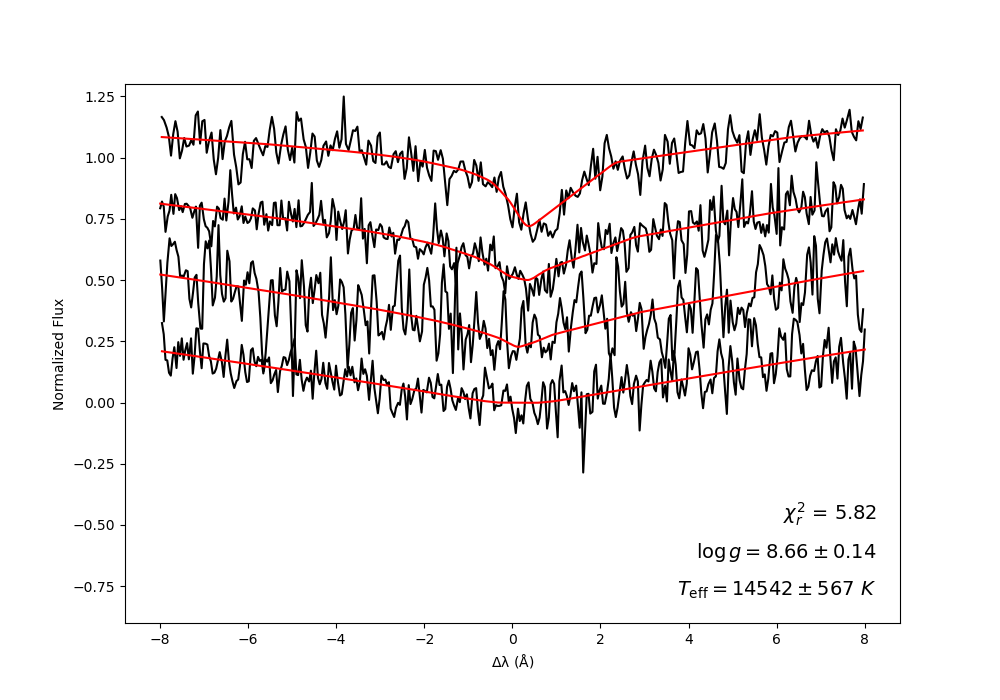 1.25
1.00
0.75
0.50
0.25
0.00
−0.25
−0.50
−0.75
Normalized Flux
χ²ᵣ = 5.82
log g = 8.66 ± 0.14
T_eff = 14542 ± 567 K
−8 −6 −4 −2 0 2 4 6 8
Δλ (Å)